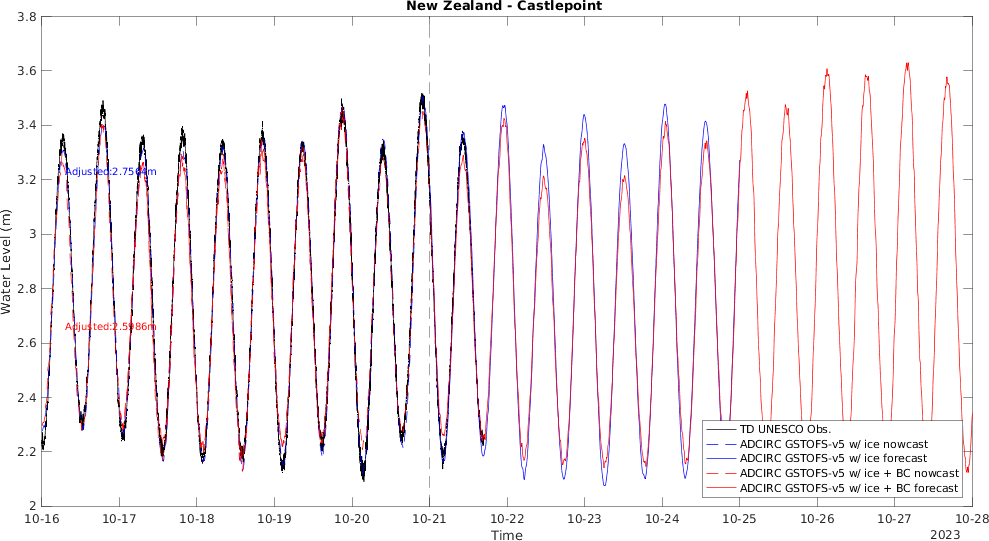 New Zealand - Castlepoint
3.8
3.6
3.4
3.2
3
2.8
2.6
2.4
2.2
2
Water Level (m)
Adjusted:2.7564m
Adjusted:2.5986m
TD UNESCO Obs.
ADCIRC GSTOFS-v5 w/ ice nowcast
ADCIRC GSTOFS-v5 w/ ice forecast
ADCIRC GSTOFS-v5 w/ ice + BC nowcast
ADCIRC GSTOFS-v5 w/ ice + BC forecast
10-16 10-17 10-18 10-19 10-20 10-21 10-22 10-23 10-24 10-25 10-26 10-27 10-28
Time
2023